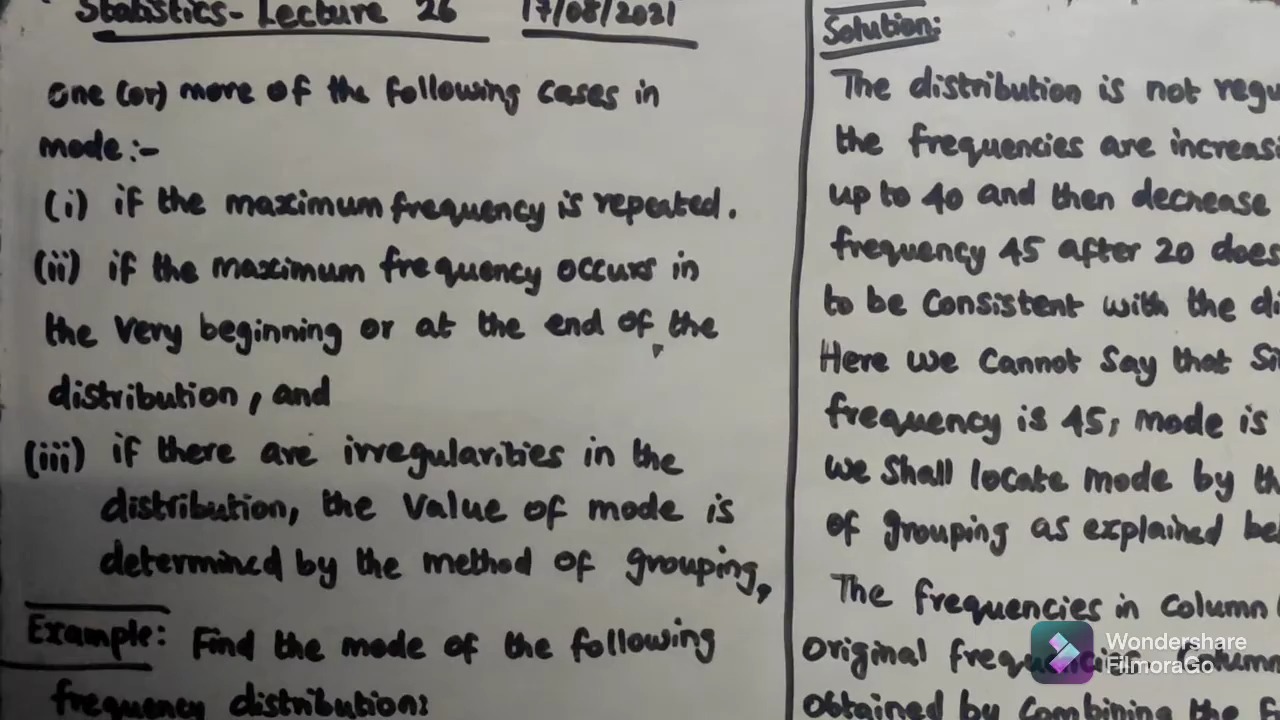 Statistics- Lecture 26 17/08/2021
one (or) more of the following cases in
mode:-
(i) if the maximum frequency is repeated.
(ii) if the maximum frequency occurs in
the very beginning or at the end of the
distribution, and
(iii) if there are irregularities in the
distribution, the value of mode is
determined by the method of grouping,
Example: Find the mode of the following
frequency distribution:
Solution:
The distribution is not regu
the frequencies are increasi
up to 40 and then decrease
frequency 45 after 20 does
to be consistent with the di
Here we cannot say that Si
frequency is 45, mode is
we shall locate mode by th
of grouping as explained be
The frequencies in column
original frequencies. Column
obtained by combining the f
Wondershare
FilmoraGo